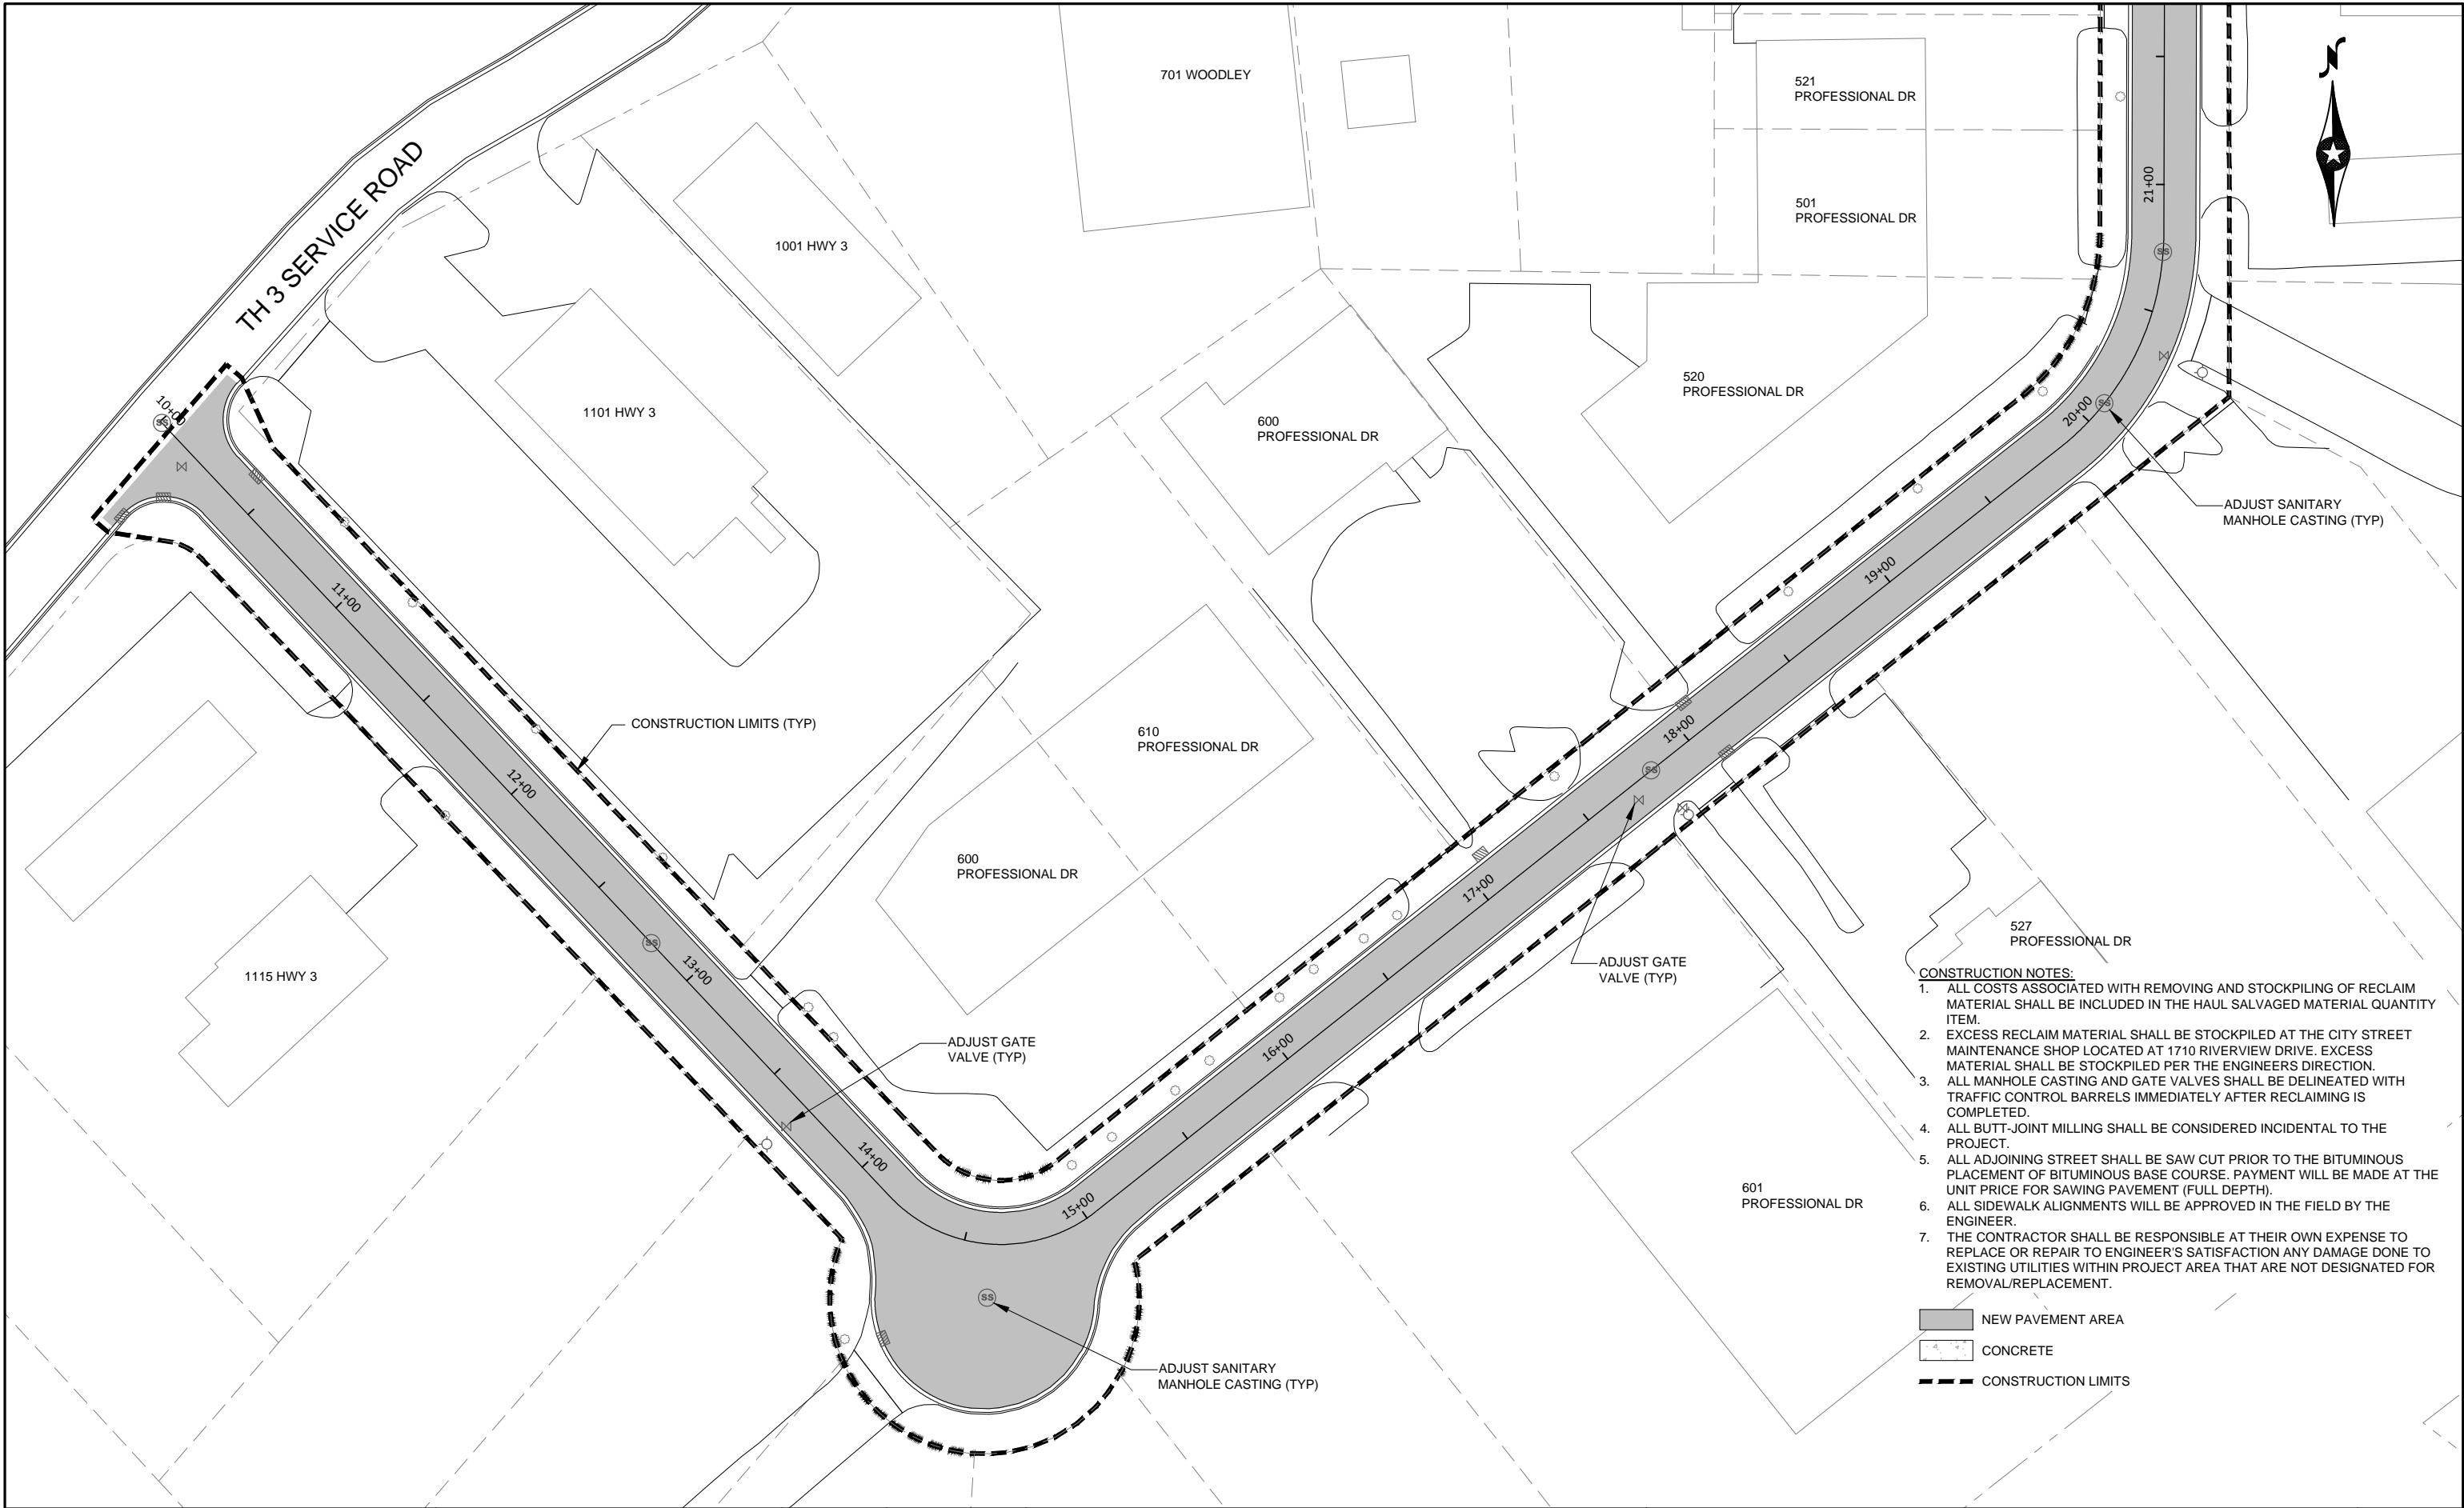 TH 3 SERVICE ROAD
701 WOODLEY
1001 HWY 3
1101 HWY 3
521
PROFESSIONAL DR
501
PROFESSIONAL DR
520
PROFESSIONAL DR
600
PROFESSIONAL DR
610
PROFESSIONAL DR
600
PROFESSIONAL DR
1115 HWY 3
527
PROFESSIONAL DR
601
PROFESSIONAL DR
N
10+00
11+00
12+00
13+00
14+00
15+00
16+00
17+00
18+00
19+00
20+00
21+00
SS
SS
SS
SS
SS
SS
CONSTRUCTION LIMITS (TYP)
ADJUST GATE
VALVE (TYP)
ADJUST SANITARY
MANHOLE CASTING (TYP)
ADJUST GATE
VALVE (TYP)
ADJUST SANITARY
MANHOLE CASTING (TYP)
CONSTRUCTION NOTES:
1. ALL COSTS ASSOCIATED WITH REMOVING AND STOCKPILING OF RECLAIM
MATERIAL SHALL BE INCLUDED IN THE HAUL SALVAGED MATERIAL QUANTITY
ITEM.
2. EXCESS RECLAIM MATERIAL SHALL BE STOCKPILED AT THE CITY STREET
MAINTENANCE SHOP LOCATED AT 1710 RIVERVIEW DRIVE. EXCESS
MATERIAL SHALL BE STOCKPILED PER THE ENGINEERS DIRECTION.
3. ALL MANHOLE CASTING AND GATE VALVES SHALL BE DELINEATED WITH
TRAFFIC CONTROL BARRELS IMMEDIATELY AFTER RECLAIMING IS
COMPLETED.
4. ALL BUTT-JOINT MILLING SHALL BE CONSIDERED INCIDENTAL TO THE
PROJECT.
5. ALL ADJOINING STREET SHALL BE SAW CUT PRIOR TO THE BITUMINOUS
PLACEMENT OF BITUMINOUS BASE COURSE. PAYMENT WILL BE MADE AT THE
UNIT PRICE FOR SAWING PAVEMENT (FULL DEPTH).
6. ALL SIDEWALK ALIGNMENTS WILL BE APPROVED IN THE FIELD BY THE
ENGINEER.
7. THE CONTRACTOR SHALL BE RESPONSIBLE AT THEIR OWN EXPENSE TO
REPLACE OR REPAIR TO ENGINEER'S SATISFACTION ANY DAMAGE DONE TO
EXISTING UTILITIES WITHIN PROJECT AREA THAT ARE NOT DESIGNATED FOR
REMOVAL/REPLACEMENT.
NEW PAVEMENT AREA
CONCRETE
CONSTRUCTION LIMITS